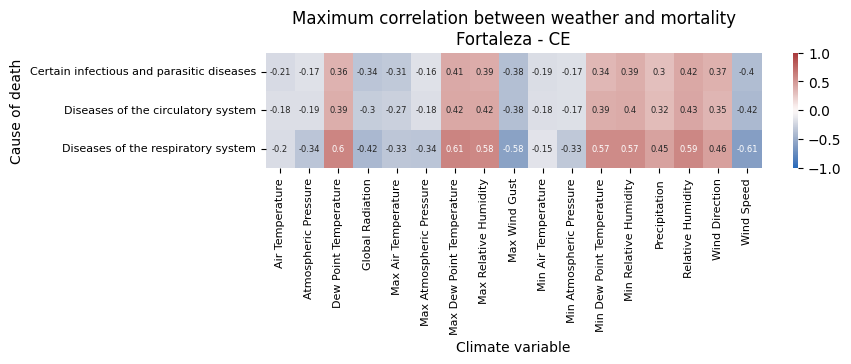 Maximum correlation between weather and mortality
Fortaleza - CE
Cause of death
Certain infectious and parasitic diseases
-0.21 -0.17 0.36 -0.34 -0.31 -0.16 0.41 0.39 -0.38 -0.19 -0.17 0.34 0.39 0.3 0.42 0.37 -0.4
Diseases of the circulatory system
-0.18 -0.19 0.39 -0.3 -0.27 -0.18 0.42 0.42 -0.38 -0.18 -0.17 0.39 0.4 0.32 0.43 0.35 -0.42
Diseases of the respiratory system
-0.2 -0.34 0.6 -0.42 -0.33 -0.34 0.61 0.58 -0.58 -0.15 -0.33 0.57 0.57 0.45 0.59 0.46 -0.61
Air Temperature
Atmospheric Pressure
Dew Point Temperature
Global Radiation
Max Air Temperature
Max Atmospheric Pressure
Max Dew Point Temperature
Max Relative Humidity
Max Wind Gust
Min Air Temperature
Min Atmospheric Pressure
Min Dew Point Temperature
Min Relative Humidity
Precipitation
Relative Humidity
Wind Direction
Wind Speed
Climate variable
1.0
0.5
0.0
−0.5
−1.0